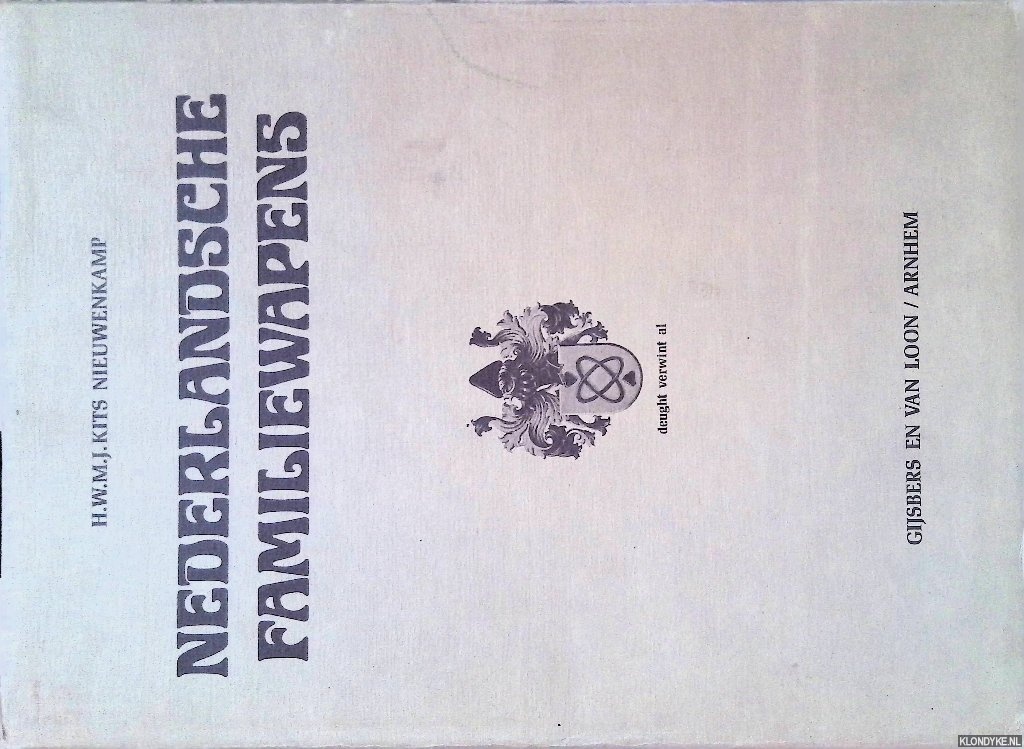 H.W.M.J. KITS NIEUWENKAMP
NEDERLANDSCHE
FAMILIEWAPENS
deught verwint al
GIJSBERS EN VAN LOON / ARNHEM
KLONDYKE.NL